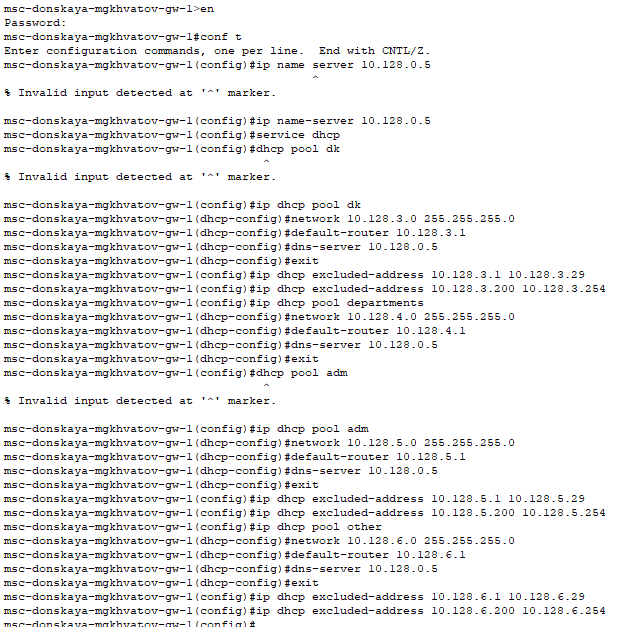 msc-donskaya-mgkhvatov-gw-1>en
Password:
msc-donskaya-mgkhvatov-gw-1#conf t
Enter configuration commands, one per line.  End with CNTL/Z.
msc-donskaya-mgkhvatov-gw-1(config)#ip name server 10.128.0.5
^
% Invalid input detected at '^' marker.
msc-donskaya-mgkhvatov-gw-1(config)#ip name-server 10.128.0.5
msc-donskaya-mgkhvatov-gw-1(config)#service dhcp
msc-donskaya-mgkhvatov-gw-1(config)#dhcp pool dk
^
% Invalid input detected at '^' marker.
msc-donskaya-mgkhvatov-gw-1(config)#ip dhcp pool dk
msc-donskaya-mgkhvatov-gw-1(dhcp-config)#network 10.128.3.0 255.255.255.0
msc-donskaya-mgkhvatov-gw-1(dhcp-config)#default-router 10.128.3.1
msc-donskaya-mgkhvatov-gw-1(dhcp-config)#dns-server 10.128.0.5
msc-donskaya-mgkhvatov-gw-1(dhcp-config)#exit
msc-donskaya-mgkhvatov-gw-1(config)#ip dhcp excluded-address 10.128.3.1 10.128.3.29
msc-donskaya-mgkhvatov-gw-1(config)#ip dhcp excluded-address 10.128.3.200 10.128.3.254
msc-donskaya-mgkhvatov-gw-1(config)#ip dhcp pool departments
msc-donskaya-mgkhvatov-gw-1(dhcp-config)#network 10.128.4.0 255.255.255.0
msc-donskaya-mgkhvatov-gw-1(dhcp-config)#default-router 10.128.4.1
msc-donskaya-mgkhvatov-gw-1(dhcp-config)#dns-server 10.128.0.5
msc-donskaya-mgkhvatov-gw-1(dhcp-config)#exit
msc-donskaya-mgkhvatov-gw-1(config)#dhcp pool adm
^
% Invalid input detected at '^' marker.
msc-donskaya-mgkhvatov-gw-1(config)#ip dhcp pool adm
msc-donskaya-mgkhvatov-gw-1(dhcp-config)#network 10.128.5.0 255.255.255.0
msc-donskaya-mgkhvatov-gw-1(dhcp-config)#default-router 10.128.5.1
msc-donskaya-mgkhvatov-gw-1(dhcp-config)#dns-server 10.128.0.5
msc-donskaya-mgkhvatov-gw-1(dhcp-config)#exit
msc-donskaya-mgkhvatov-gw-1(config)#ip dhcp excluded-address 10.128.5.1 10.128.5.29
msc-donskaya-mgkhvatov-gw-1(config)#ip dhcp excluded-address 10.128.5.200 10.128.5.254
msc-donskaya-mgkhvatov-gw-1(config)#ip dhcp pool other
msc-donskaya-mgkhvatov-gw-1(dhcp-config)#network 10.128.6.0 255.255.255.0
msc-donskaya-mgkhvatov-gw-1(dhcp-config)#default-router 10.128.6.1
msc-donskaya-mgkhvatov-gw-1(dhcp-config)#dns-server 10.128.0.5
msc-donskaya-mgkhvatov-gw-1(dhcp-config)#exit
msc-donskaya-mgkhvatov-gw-1(config)#ip dhcp excluded-address 10.128.6.1 10.128.6.29
msc-donskaya-mgkhvatov-gw-1(config)#ip dhcp excluded-address 10.128.6.200 10.128.6.254
msc-donskaya-mgkhvatov-gw-1(config)#